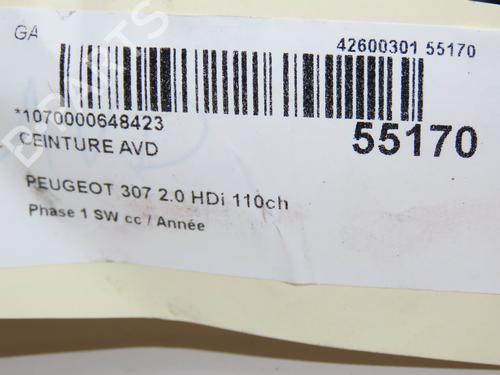 GA
42600301 55170
*1070000648423
55170
CEINTURE AVD
PEUGEOT 307 2.0 HDi 110ch
Phase 1 SW cc / Année